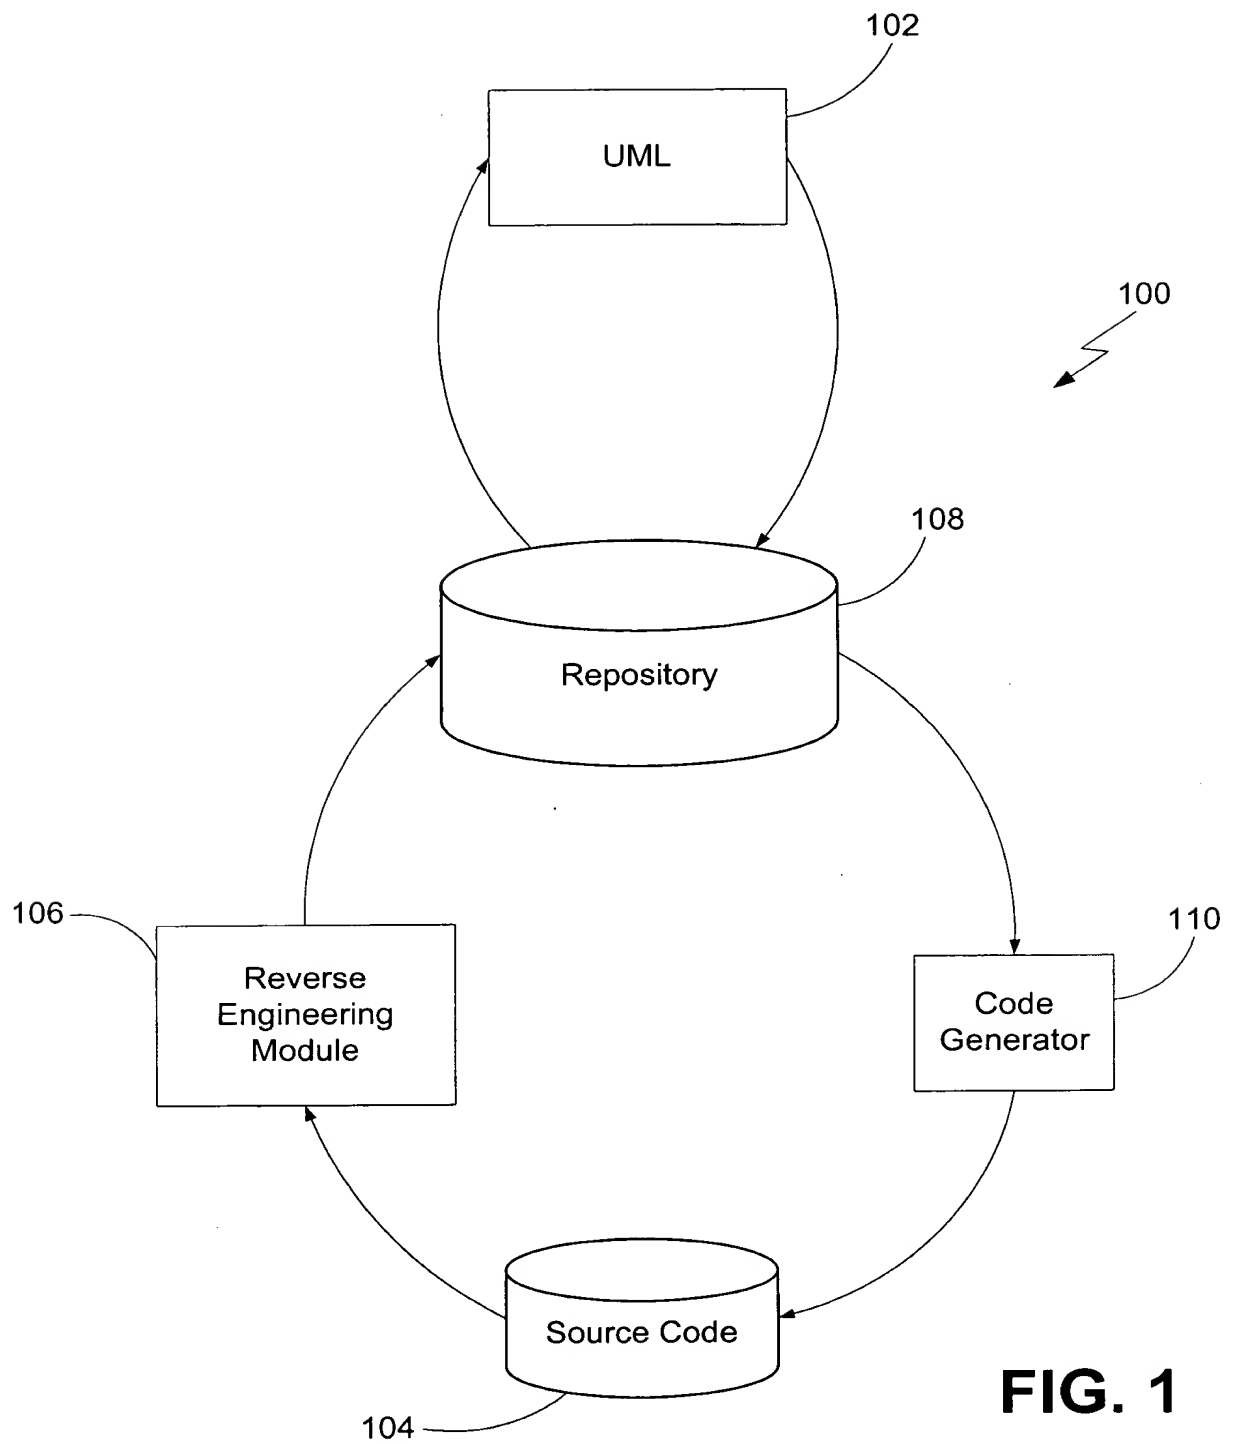 102
UML
100
108
Repository
106
110
Reverse
Engineering
Module
Code
Generator
Source Code
FIG. 1
104